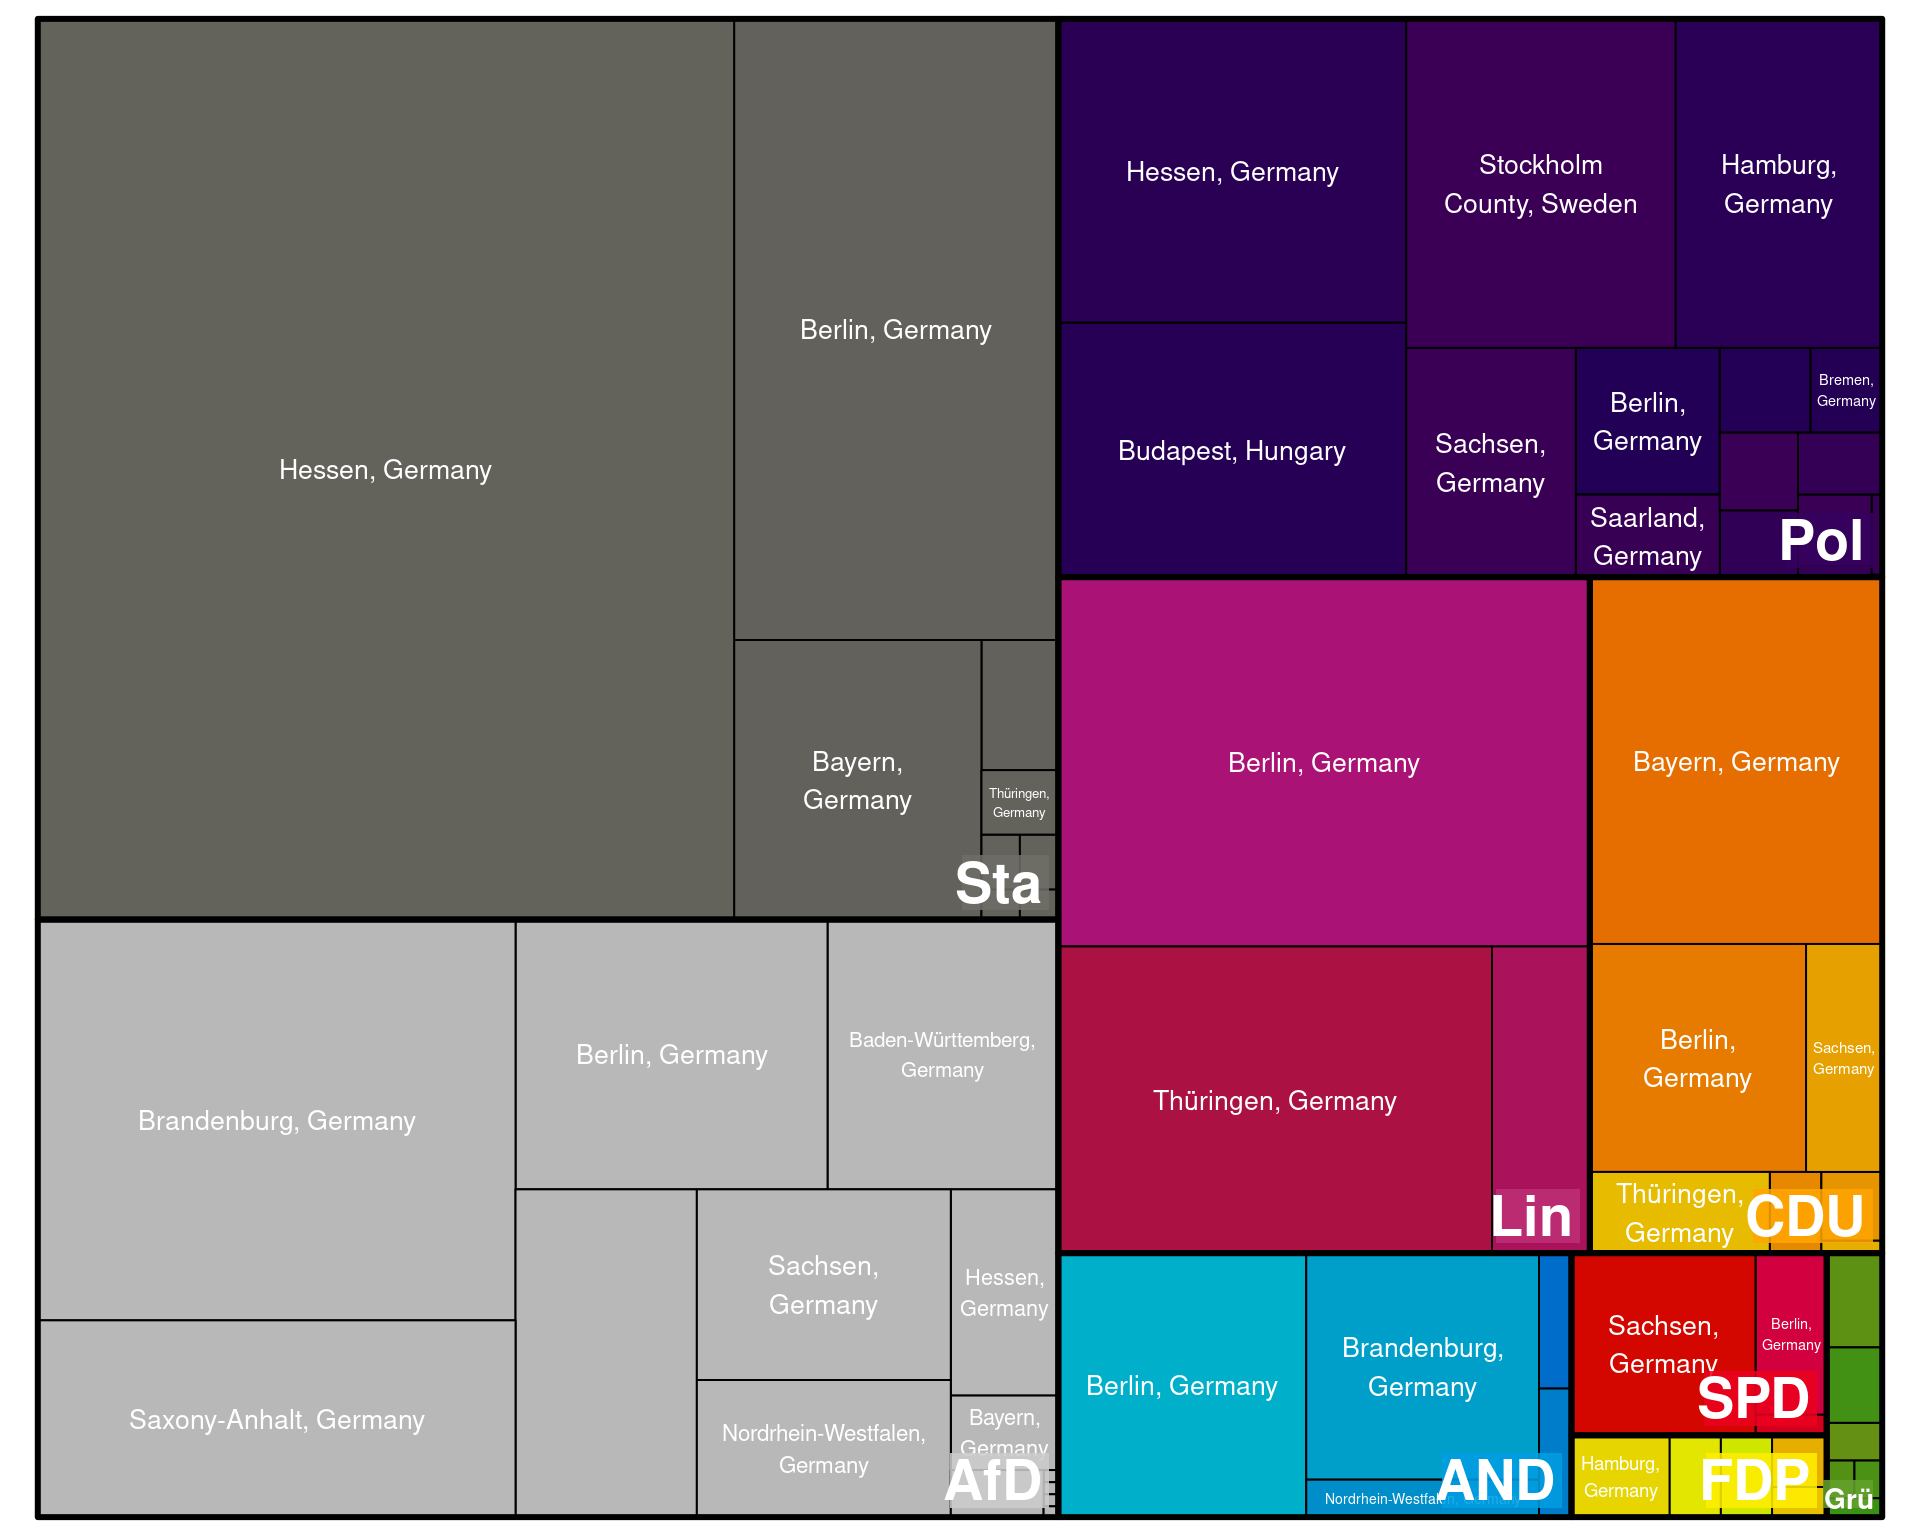 Hessen, Germany
Berlin, Germany
Bayern,
Germany
Thüringen,
Germany
Sta
Hessen, Germany
Stockholm
County, Sweden
Hamburg,
Germany
Budapest, Hungary
Sachsen,
Germany
Berlin,
Germany
Bremen,
Germany
Saarland,
Germany
Pol
Berlin, Germany
Thüringen, Germany
Lin
Bayern, Germany
Berlin,
Germany
Sachsen,
Germany
Thüringen,
Germany
CDU
Brandenburg, Germany
Berlin, Germany
Baden-Württemberg,
Germany
Saxony-Anhalt, Germany
Sachsen,
Germany
Hessen,
Germany
Nordrhein-Westfalen,
Germany
Bayern,
Germany
AfD
Berlin, Germany
Brandenburg,
Germany
Nordrhein-Westfalen, Germany
AND
Sachsen,
Germany
Berlin,
Germany
SPD
Hamburg,
Germany
FDP
Grü